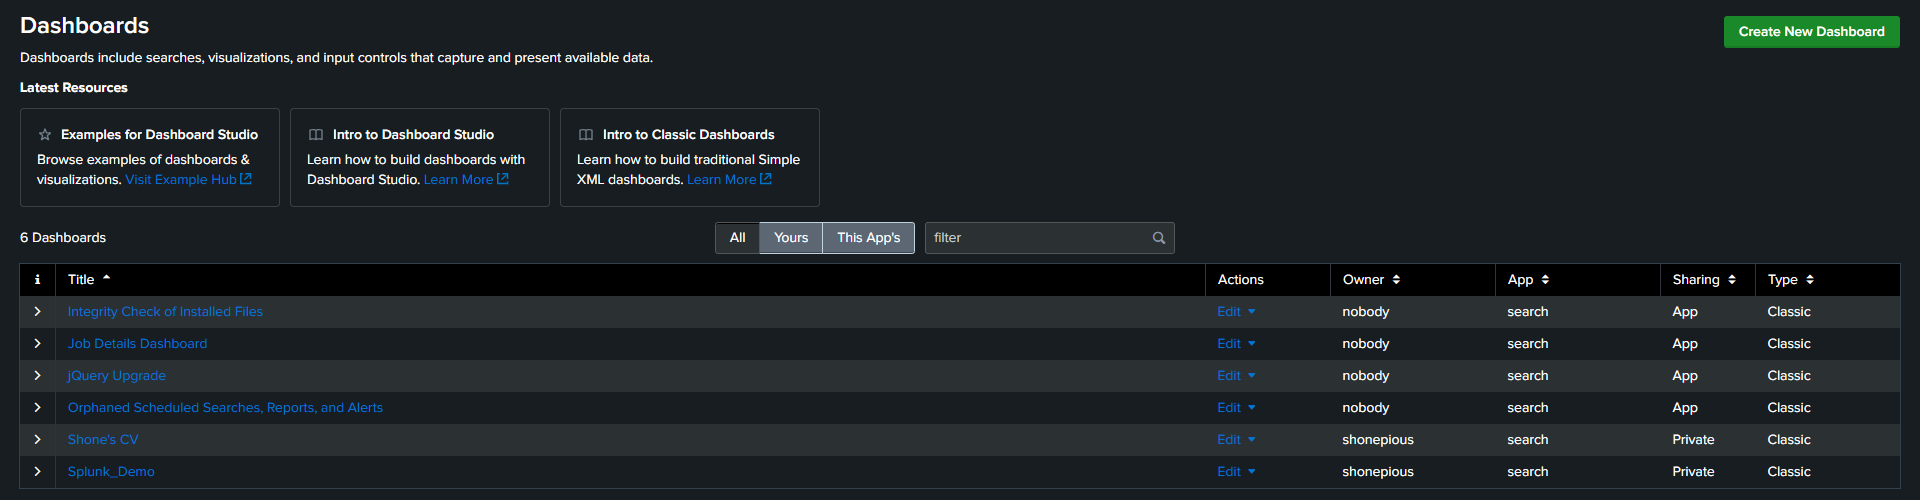 Dashboards
Create New Dashboard
Dashboards include searches, visualizations, and input controls that capture and present available data.
Latest Resources
Examples for Dashboard Studio
Browse examples of dashboards &
visualizations. Visit Example Hub
Intro to Dashboard Studio
Learn how to build dashboards with
Dashboard Studio. Learn More
Intro to Classic Dashboards
Learn how to build traditional Simple
XML dashboards. Learn More
6 Dashboards
All Yours This App's filter
i Title Actions Owner App Sharing Type
Integrity Check of Installed Files Edit nobody search App Classic
Job Details Dashboard Edit nobody search App Classic
jQuery Upgrade Edit nobody search App Classic
Orphaned Scheduled Searches, Reports, and Alerts Edit nobody search App Classic
Shone's CV Edit shonepious search Private Classic
Splunk_Demo Edit shonepious search Private Classic